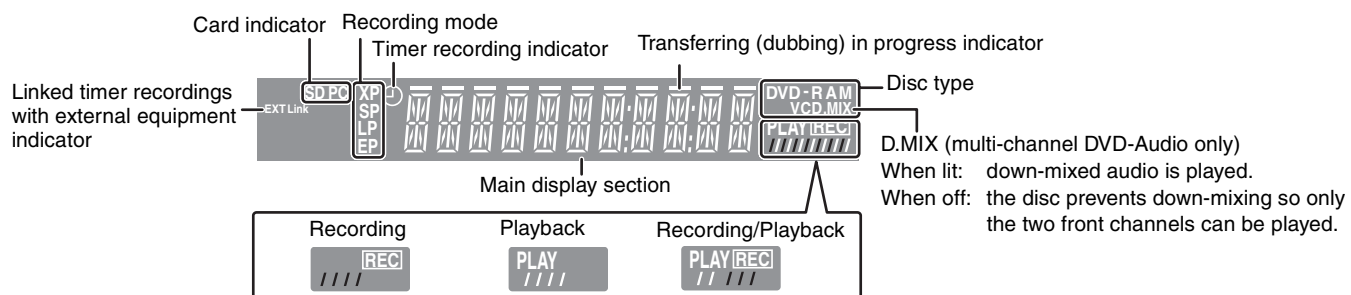 Card indicator
Recording mode
Timer recording indicator
Transferring (dubbing) in progress indicator
Linked timer recordings
with external equipment
indicator
EXT Link
SD PC
XP
SP
LP
EP
DVD-RAM
VCD.MIX
PLAY REC
Disc type
Main display section
D.MIX (multi-channel DVD-Audio only)
When lit: down-mixed audio is played.
When off: the disc prevents down-mixing so only
the two front channels can be played.
Recording
REC
Playback
PLAY
Recording/Playback
PLAY REC